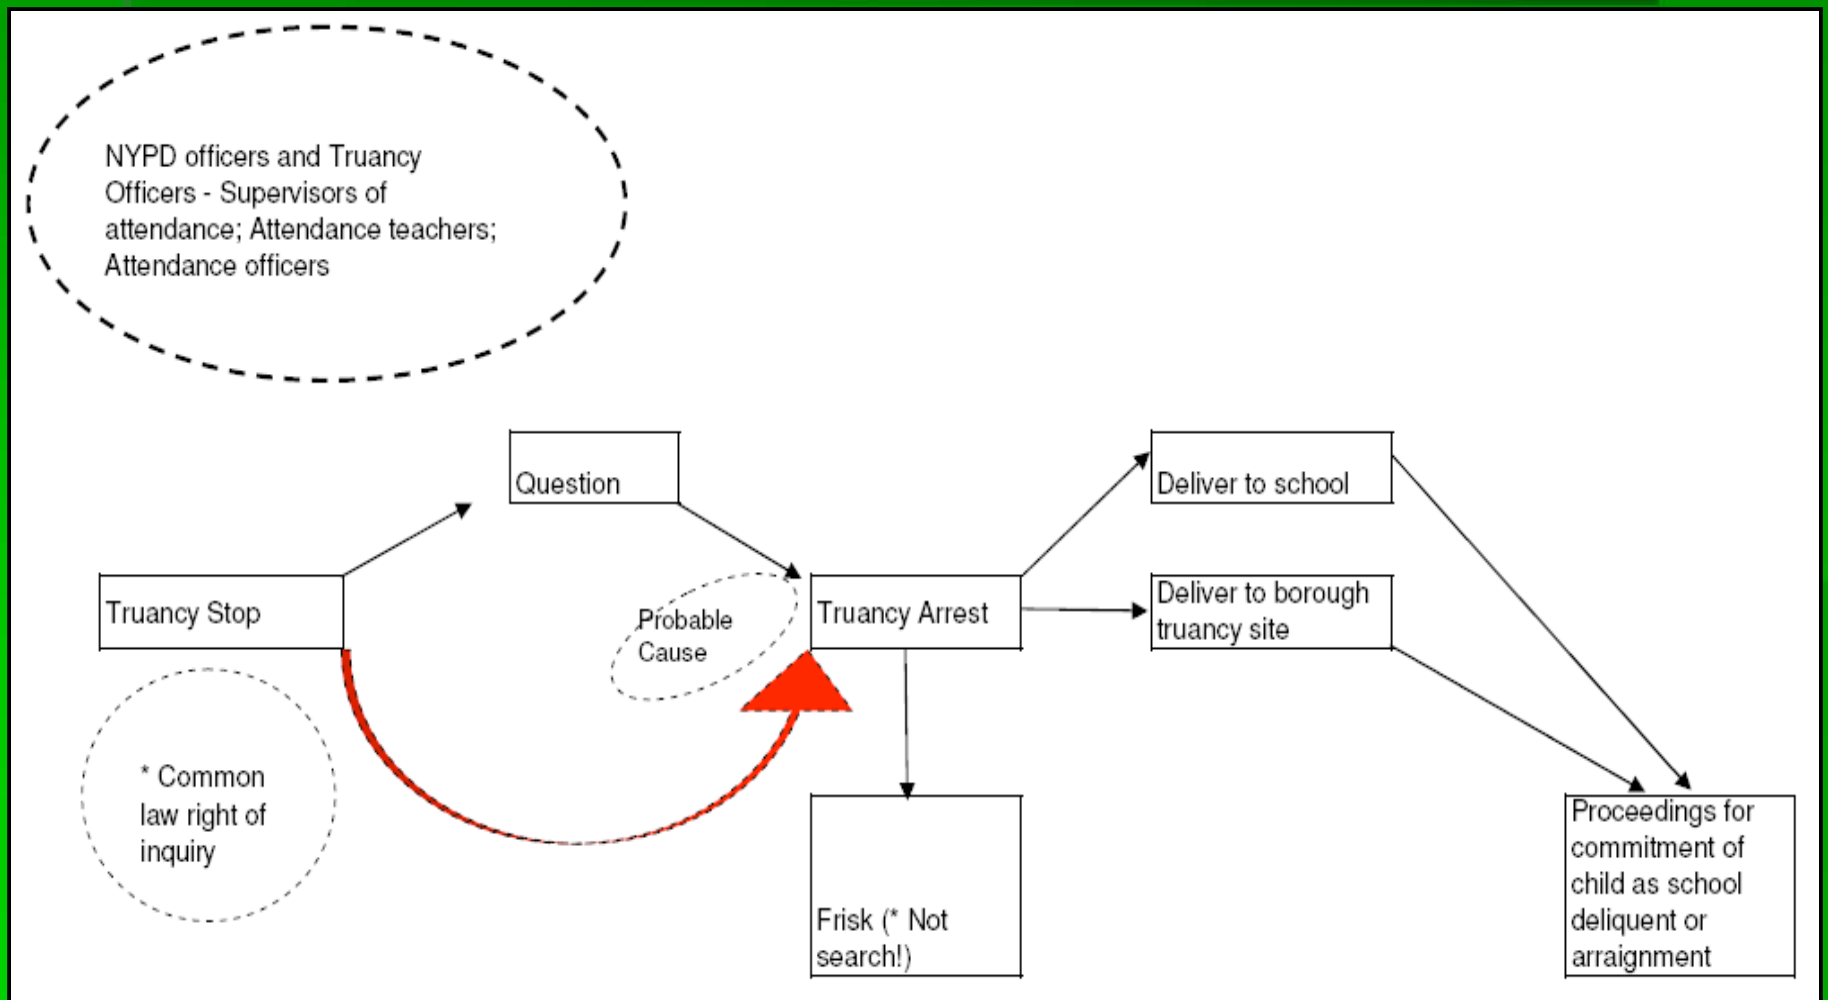 NYPD officers and Truancy
Officers - Supervisors of
attendance; Attendance teachers;
Attendance officers
Question
Deliver to school
Truancy Stop
Probable
Cause
Truancy Arrest
Deliver to borough
truancy site
* Common
law right of
inquiry
Frisk (* Not
search!)
Proceedings for
commitment of
child as school
deliquent or
arraignment